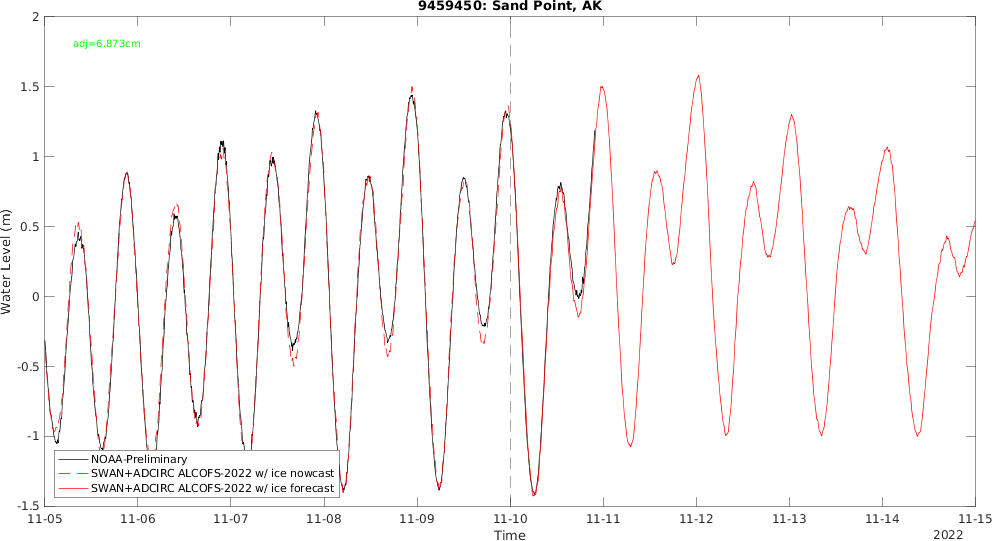 9459450: Sand Point, AK
adj=6.873cm
Water Level (m)
2
1.5
1
0.5
0
-0.5
-1
-1.5
NOAA-Preliminary
SWAN+ADCIRC ALCOFS-2022 w/ ice nowcast
SWAN+ADCIRC ALCOFS-2022 w/ ice forecast
11-05 11-06 11-07 11-08 11-09 11-10 11-11 11-12 11-13 11-14 11-15
Time
2022